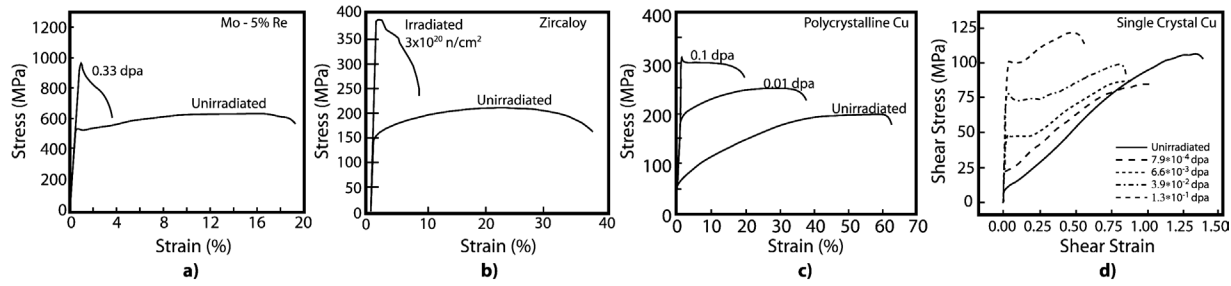 Mo - 5% Re
Stress (MPa)
1200
1000
800
600
400
200
0
0.33 dpa
Unirradiated
0
4
8
12
16
20
Strain (%)
a)
Zircaloy
Stress (MPa)
400
350
300
250
200
150
100
50
0
Irradiated
3x10²⁰ n/cm²
Unirradiated
0
10
20
30
40
Strain (%)
b)
Polycrystalline Cu
Stress (MPa)
400
300
200
100
0
0.1 dpa
0.01 dpa
Unirradiated
0
10
20
30
40
50
60
70
Strain (%)
c)
Single Crystal Cu
Shear Stress (MPa)
125
100
75
50
25
0
Unirradiated
7.9*10⁻⁴ dpa
6.6*10⁻³ dpa
3.9*10⁻² dpa
1.3*10⁻¹ dpa
0.00
0.25
0.50
0.75
1.00
1.25
1.50
Shear Strain
d)